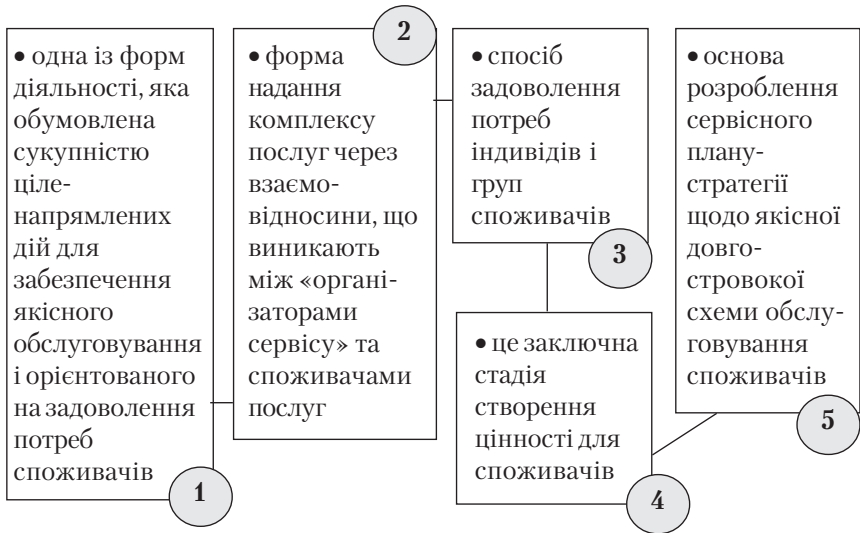 • одна із форм
діяльності, яка
обумовлена
сукупністю
ціле-
напрямлених
дій для
забезпечення
якісного
обслуговування
і орієнтованого
на задоволення
потреб
споживачів
1
2
• форма
надання
комплексу
послуг через
взаємо-
відносини, що
виникають
між «органі-
заторами
сервісу» та
споживачами
послуг
• спосіб
задоволення
потреб
індивідів і
груп
споживачів
3
• це заключна
стадія
створення
цінності для
споживачів
4
• основа
розроблення
сервісного
плану-
стратегії
щодо якісної
довго-
стровокої
схеми обслу-
говування
споживачів
5